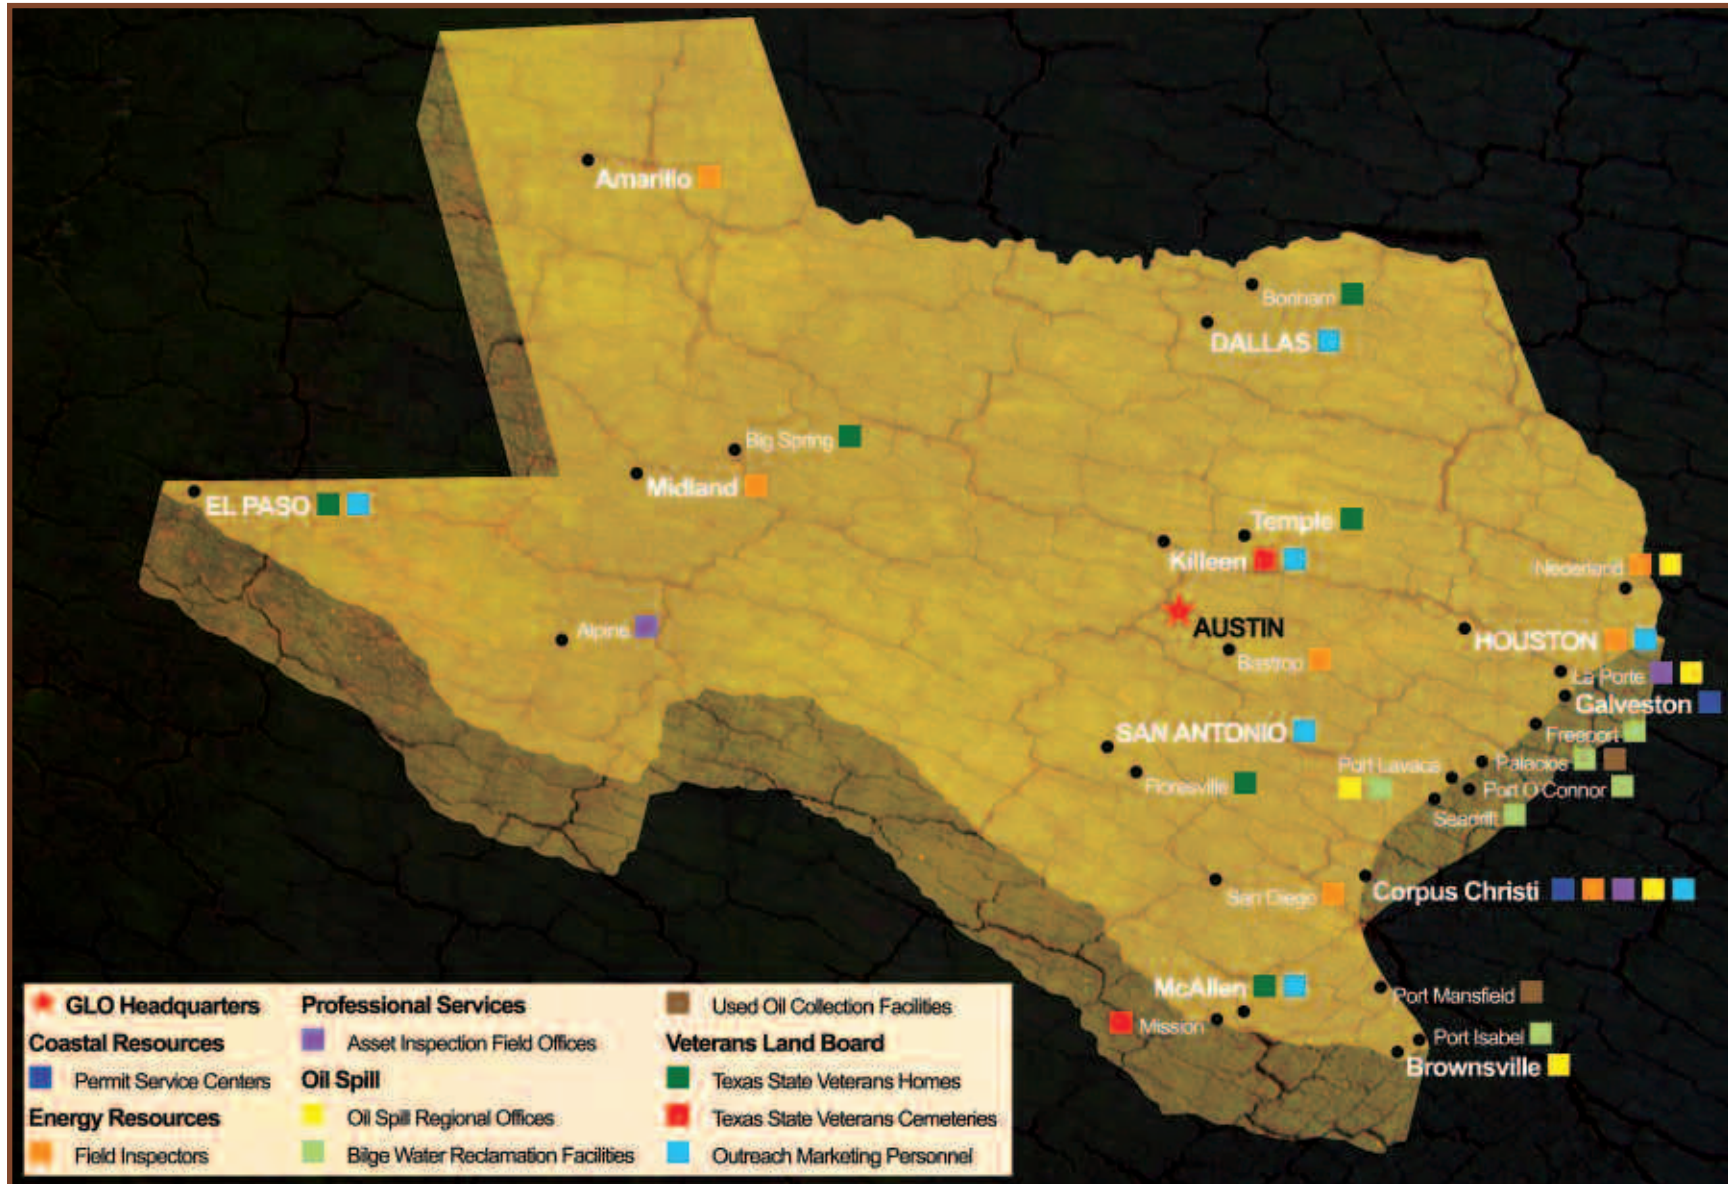 Amarillo
Bonham
DALLAS
Big Spring
Midland
EL PASO
Temple
Killeen
Nederland
AUSTIN
Alpine
HOUSTON
Bastrop
La Porte
Galveston
SAN ANTONIO
Freeport
Port Lavaca
Palacios
Floresville
Port O'Connor
Seadrift
San Diego
Corpus Christi
McAllen
Port Mansfield
Mission
Port Isabel
Brownsville
GLO Headquarters
Coastal Resources
Permit Service Centers
Energy Resources
Field Inspectors
Professional Services
Asset Inspection Field Offices
Oil Spill
Oil Spill Regional Offices
Bilge Water Reclamation Facilities
Used Oil Collection Facilities
Veterans Land Board
Texas State Veterans Homes
Texas State Veterans Cemeteries
Outreach Marketing Personnel